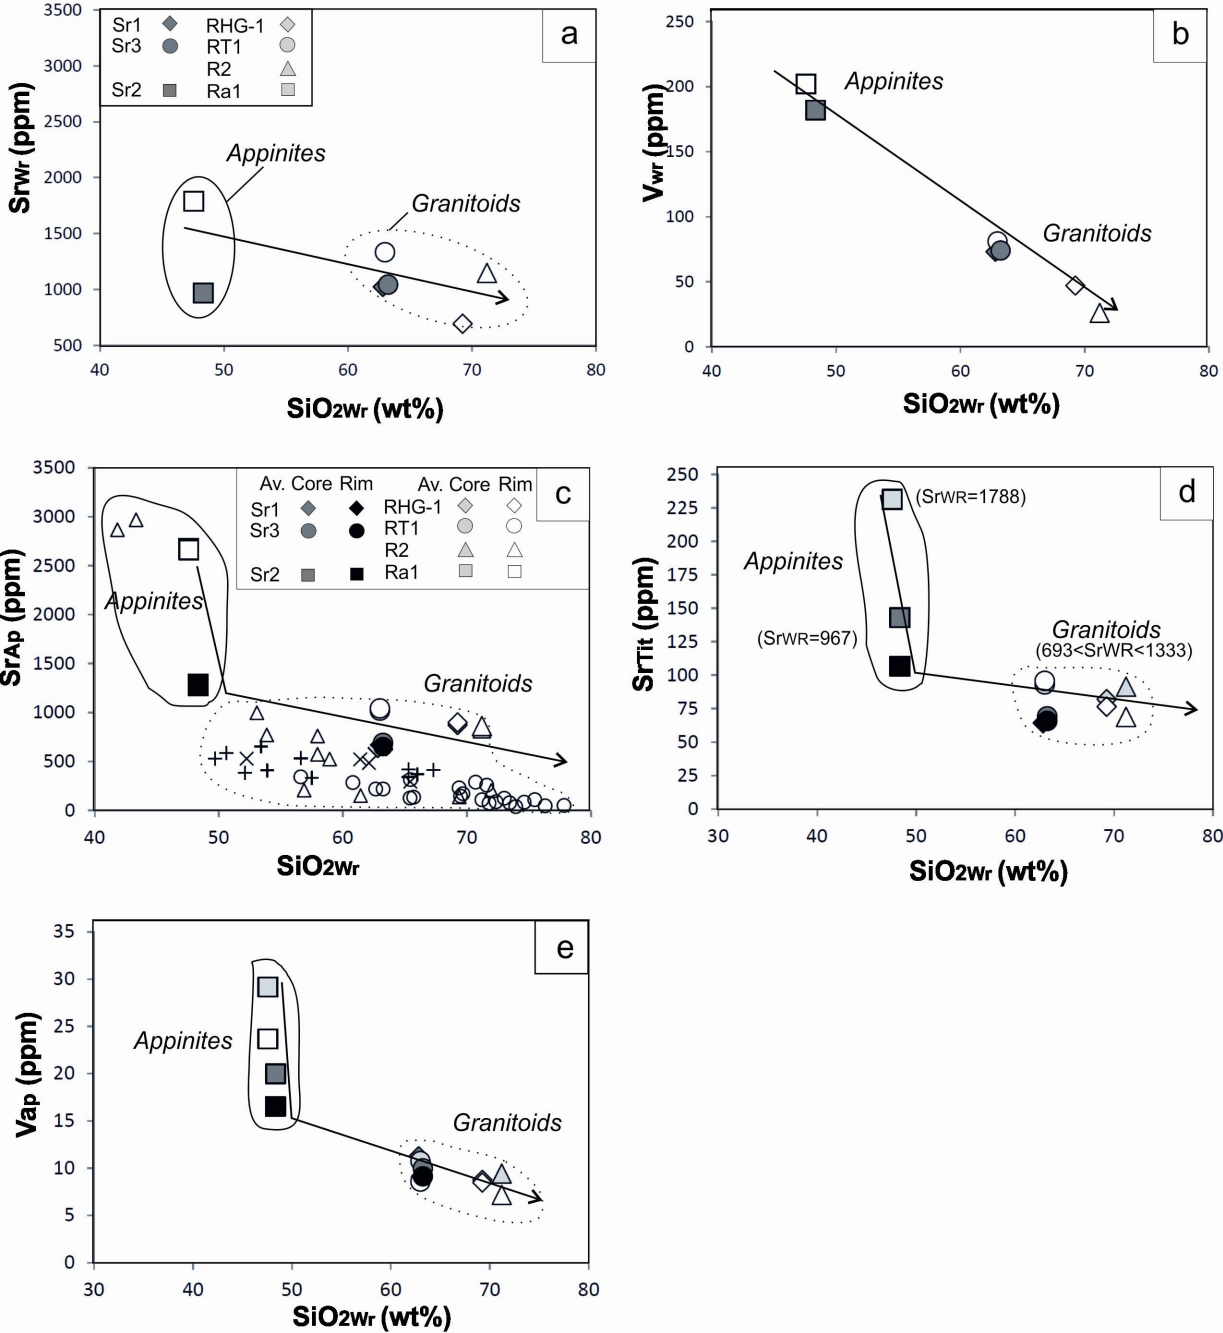 a
Sr1 RHG-1
Sr3 RT1
R2
Sr2 Ra1
3500
3000
2500
2000
1500
1000
500
40 50 60 70 80
Srwr (ppm)
Appinites
Granitoids
SiO2wr (wt%)
b
250
200
150
100
50
0
40 50 60 70 80
Vwr (ppm)
Appinites
Granitoids
SiO2wr (wt%)
c
Av. Core Rim Av. Core Rim
Sr1 RHG-1
Sr3 RT1
R2
Sr2 Ra1
3500
3000
2500
2000
1500
1000
500
0
40 50 60 70 80
SrAp (ppm)
Appinites
Granitoids
SiO2wr
d
250
225
200
175
150
125
100
75
50
25
0
30 40 50 60 70 80
SrTit (ppm)
(SrWR=1788)
Appinites
(SrWR=967)
Granitoids
(693<SrWR<1333)
SiO2wr (wt%)
e
35
30
25
20
15
10
5
0
30 40 50 60 70 80
Vap (ppm)
Appinites
Granitoids
SiO2wr (wt%)